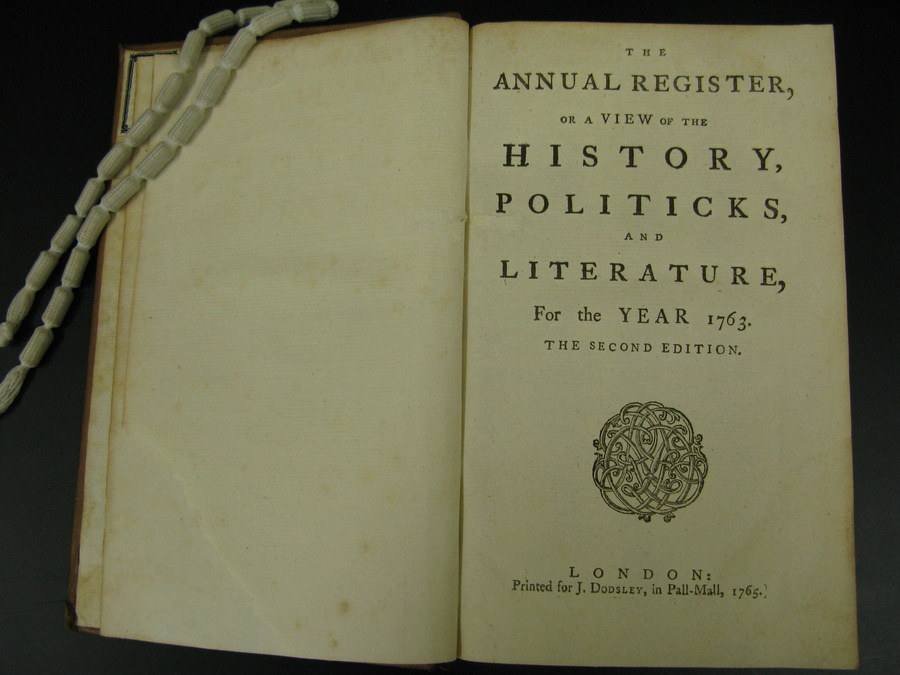 THE
ANNUAL REGISTER,
OR A VIEW OF THE
HISTORY,
POLITICKS,
AND
LITERATURE,
For the YEAR 1763.
THE SECOND EDITION.
LONDON:
Printed for J. DODSLEY, in Pall-Mall, 1765.